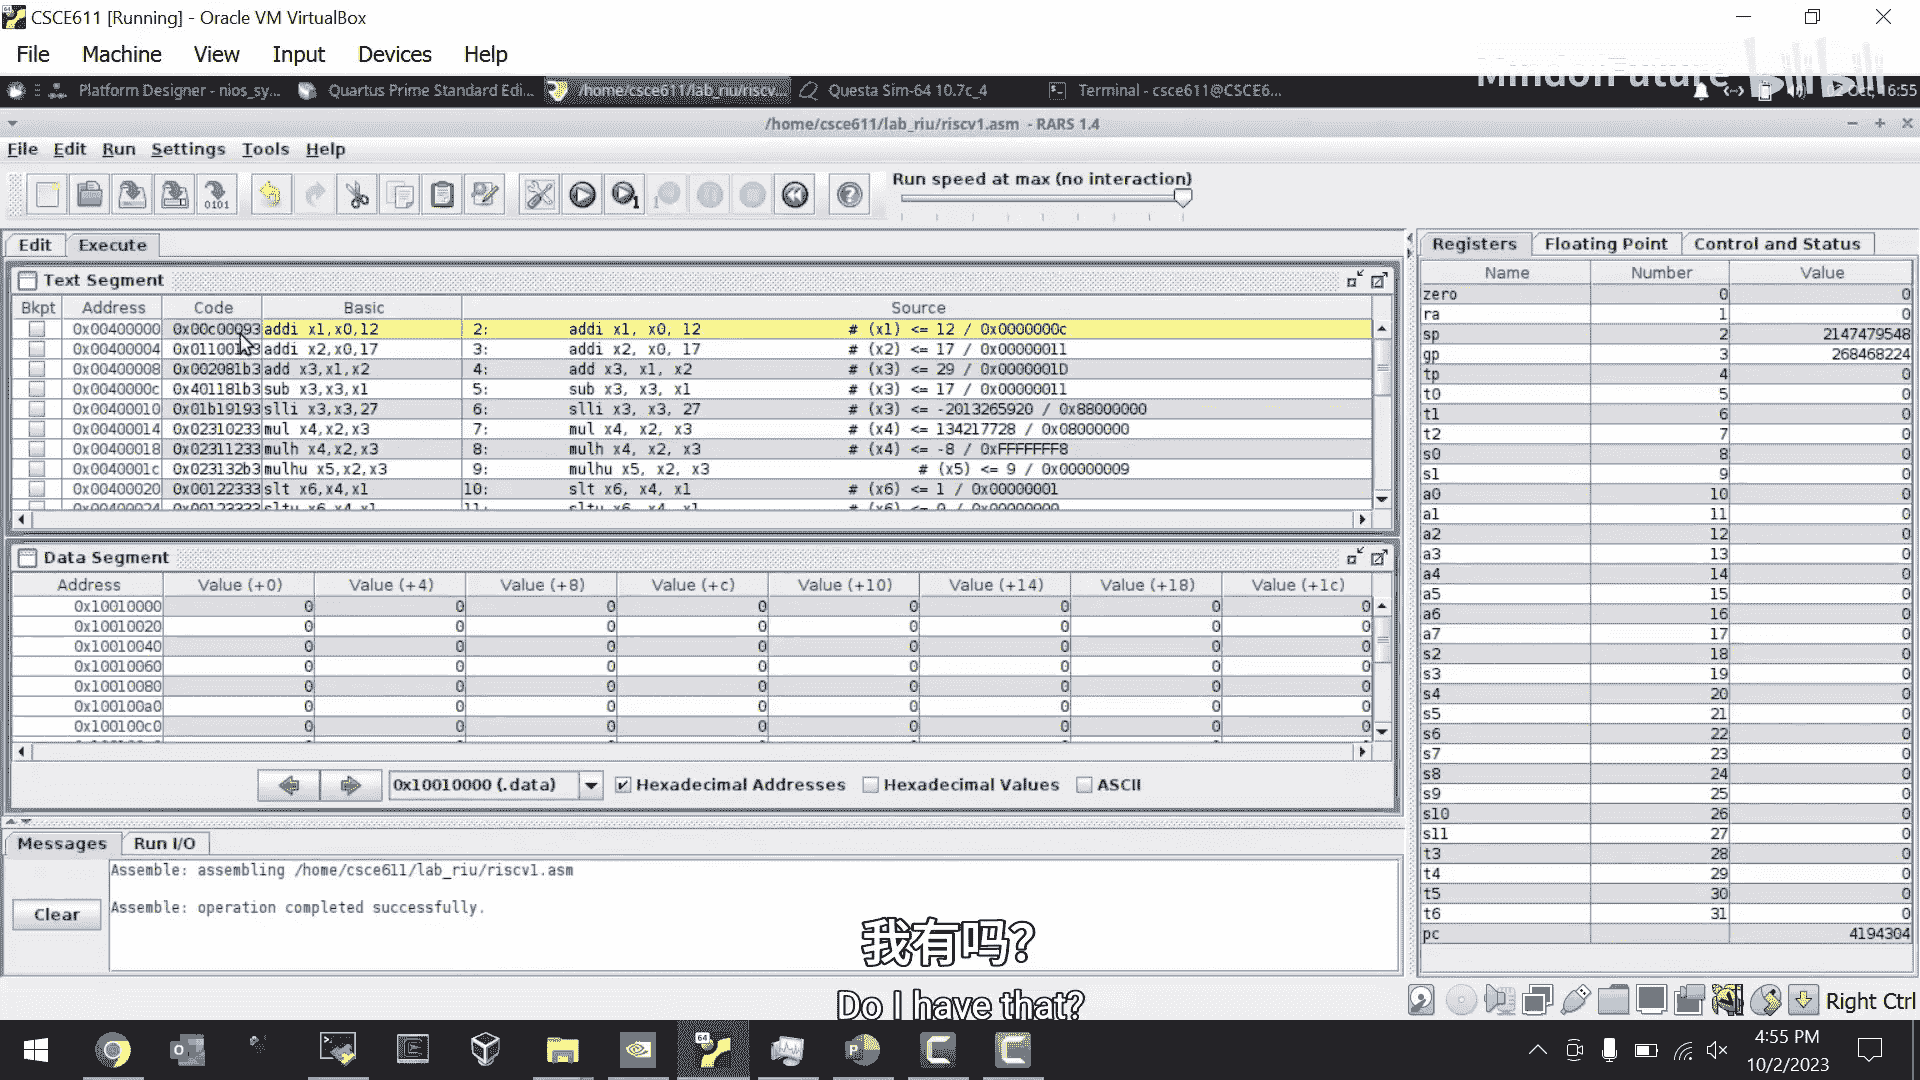 CSCE611 [Running] - Oracle VM VirtualBox
File Machine View Input Devices Help
MindofFuture bilibili
Platform Designer - nios_sy... Quartus Prime Standard Edi... /home/csce611/lab_riu/riscv... Questa Sim-64 10.7c_4 Terminal - csce611@CSCE6... 02 Oct, 16:55
/home/csce611/lab_riu/riscv1.asm - RARS 1.4
File Edit Run Settings Tools Help
Run speed at max (no interaction)
Edit Execute
Text Segment
Bkpt Address Code Basic Source
0x00400000 0x00c00093 addi x1,x0,12 2: addi x1, x0, 12 # (x1) <= 12 / 0x0000000c
0x00400004 addi x2,x0,17 3: addi x2, x0, 17 # (x2) <= 17 / 0x00000011
0x00400008 0x002081b3 add x3,x1,x2 4: add x3, x1, x2 # (x3) <= 29 / 0x0000001D
0x0040000c 0x401181b3 sub x3,x3,x1 5: sub x3, x3, x1 # (x3) <= 17 / 0x00000011
0x00400010 0x01b19193 slli x3,x3,27 6: slli x3, x3, 27 # (x3) <= -2013265920 / 0x88000000
0x00400014 0x02310233 mul x4,x2,x3 7: mul x4, x2, x3 # (x4) <= 134217728 / 0x08000000
0x00400018 0x02311233 mulh x4,x2,x3 8: mulh x4, x2, x3 # (x4) <= -8 / 0xFFFFFFF8
0x0040001c 0x023132b3 mulhu x5,x2,x3 9: mulhu x5, x2, x3 # (x5) <= 9 / 0x00000009
0x00400020 0x00122333 slt x6,x4,x1 10: slt x6, x4, x1 # (x6) <= 1 / 0x00000001
0x00400024 0x00123333 sltu x6,x4,x1 11: sltu x6, x4, x1 # (x6) <= 0 / 0x00000000
Data Segment
Address Value (+0) Value (+4) Value (+8) Value (+c) Value (+10) Value (+14) Value (+18) Value (+1c)
0x10010000 0 0 0 0 0 0 0 0
0x10010020 0 0 0 0 0 0 0 0
0x10010040 0 0 0 0 0 0 0 0
0x10010060 0 0 0 0 0 0 0 0
0x10010080 0 0 0 0 0 0 0 0
0x100100a0 0 0 0 0 0 0 0 0
0x100100c0 0 0 0 0 0 0 0 0
0x10010000 (.data) Hexadecimal Addresses Hexadecimal Values ASCII
Messages Run I/O
Assemble: assembling /home/csce611/lab_riu/riscv1.asm
Assemble: operation completed successfully.
Clear
Registers Floating Point Control and Status
Name Number Value
zero 0 0
ra 1 0
sp 2 2147479548
gp 3 268468224
tp 4 0
t0 5 0
t1 6 0
t2 7 0
s0 8 0
s1 9 0
a0 10 0
a1 11 0
a2 12 0
a3 13 0
a4 14 0
a5 15 0
a6 16 0
a7 17 0
s2 18 0
s3 19 0
s4 20 0
s5 21 0
s6 22 0
s7 23 0
s8 24 0
s9 25 0
s10 26 0
s11 27 0
t3 28 0
t4 29 0
t5 30 0
t6 31 0
pc 4194304
我有吗?
Do I have that?
Right Ctrl
4:55 PM
10/2/2023